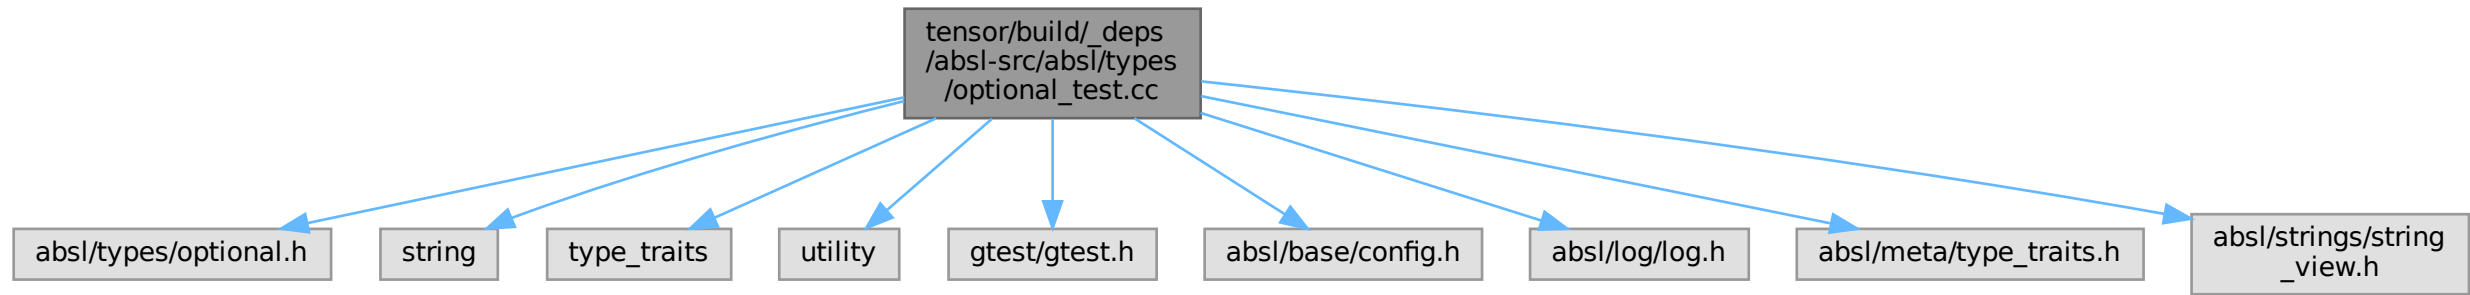 tensor/build/_deps
/absl-src/absl/types
/optional_test.cc
absl/types/optional.h
string
type_traits
utility
gtest/gtest.h
absl/base/config.h
absl/log/log.h
absl/meta/type_traits.h
absl/strings/string
_view.h